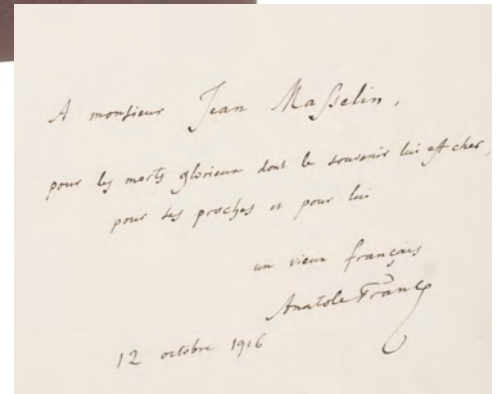 A monsieur Jean Masselin,
pour les morts glorieux dont le souvenir lui est cher,
pour ses proches et pour lui
un vieux français
Anatole France
12 octobre 1916